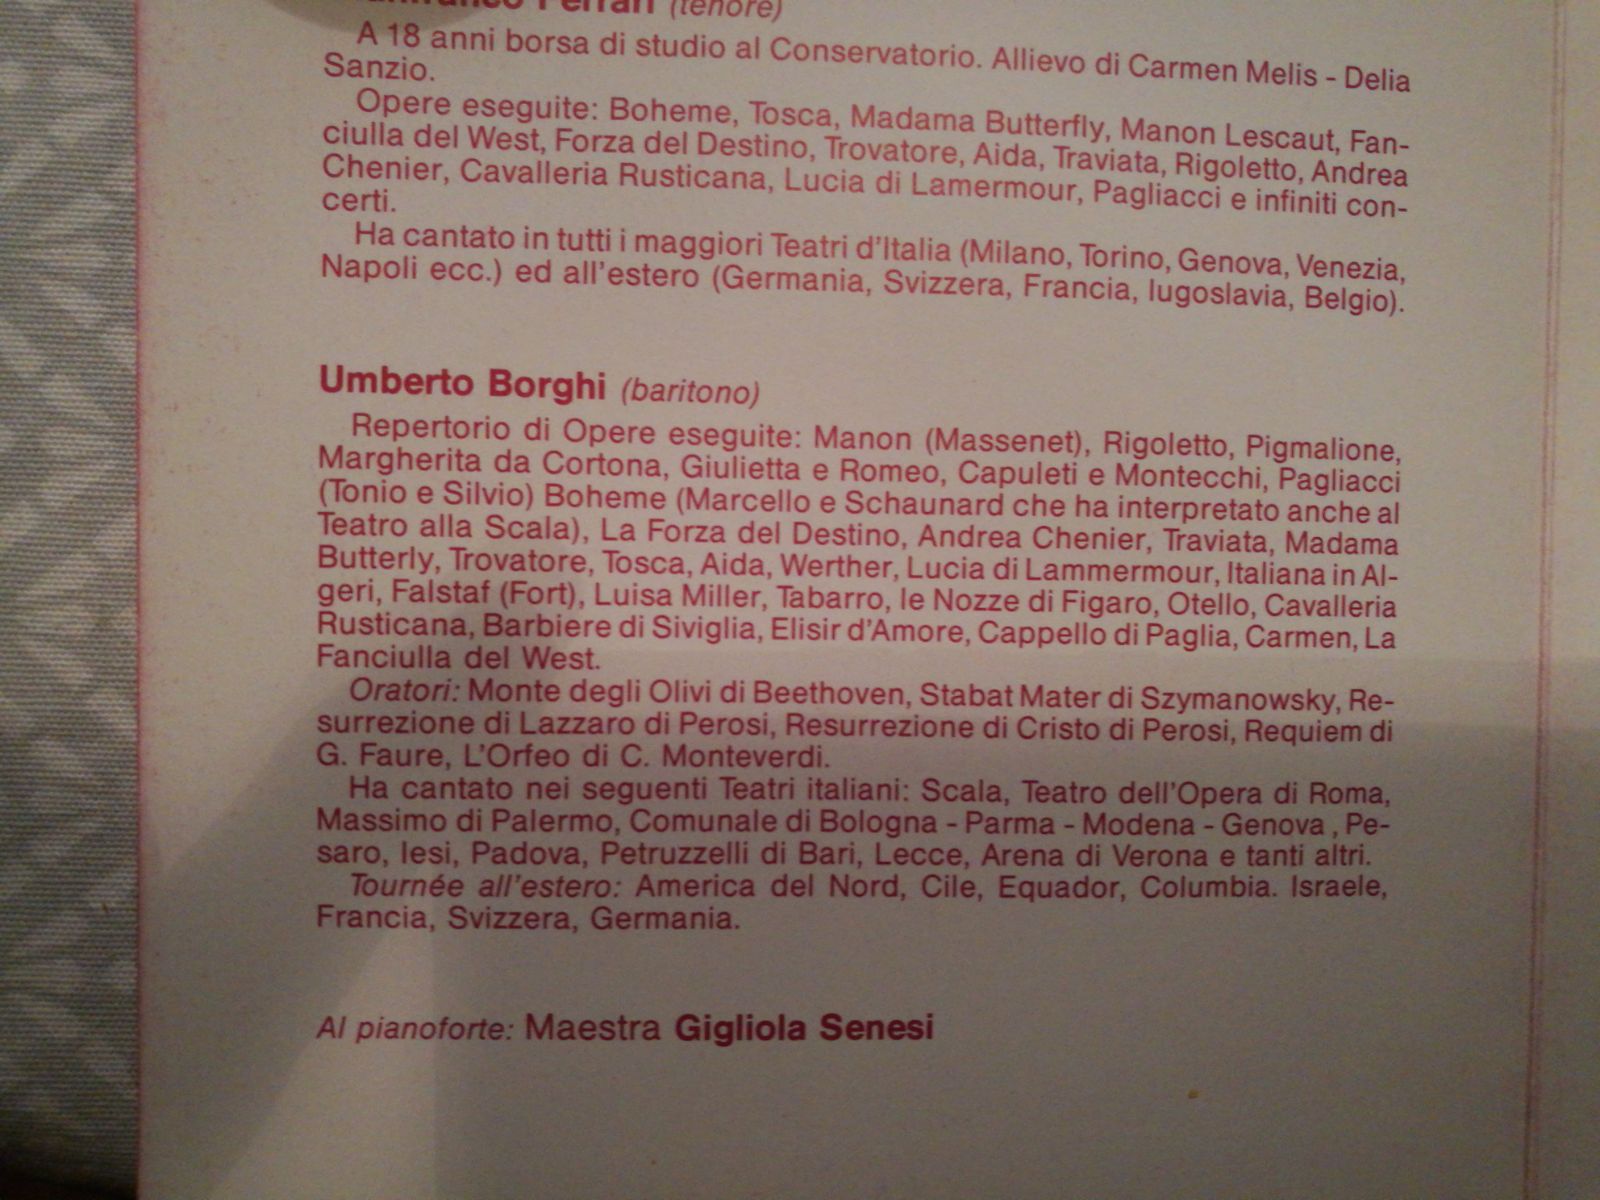 Ferrari (tenore)
A 18 anni borsa di studio al Conservatorio. Allievo di Carmen Melis - Delia
Sanzio.
Opere eseguite: Boheme, Tosca, Madama Butterfly, Manon Lescaut, Fan-
ciulla del West, Forza del Destino, Trovatore, Aida, Traviata, Rigoletto, Andrea
Chenier, Cavalleria Rusticana, Lucia di Lamermour, Pagliacci e infiniti con-
certi.
Ha cantato in tutti i maggiori Teatri d'Italia (Milano, Torino, Genova, Venezia,
Napoli ecc.) ed all'estero (Germania, Svizzera, Francia, Iugoslavia, Belgio).
Umberto Borghi (baritono)
Repertorio di Opere eseguite: Manon (Massenet), Rigoletto, Pigmalione,
Margherita da Cortona, Giulietta e Romeo, Capuleti e Montecchi, Pagliacci
(Tonio e Silvio) Boheme (Marcello e Schaunard che ha interpretato anche al
Teatro alla Scala), La Forza del Destino, Andrea Chenier, Traviata, Madama
Butterly, Trovatore, Tosca, Aida, Werther, Lucia di Lammermour, Italiana in Al-
geri, Falstaf (Fort), Luisa Miller, Tabarro, le Nozze di Figaro, Otello, Cavalleria
Rusticana, Barbiere di Siviglia, Elisir d'Amore, Cappello di Paglia, Carmen, La
Fanciulla del West.
Oratori: Monte degli Olivi di Beethoven, Stabat Mater di Szymanowsky, Re-
surrezione di Lazzaro di Perosi, Resurrezione di Cristo di Perosi, Requiem di
G. Faure, L'Orfeo di C. Monteverdi.
Ha cantato nei seguenti Teatri italiani: Scala, Teatro dell'Opera di Roma,
Massimo di Palermo, Comunale di Bologna - Parma - Modena - Genova , Pe-
saro, Iesi, Padova, Petruzzelli di Bari, Lecce, Arena di Verona e tanti altri.
Tournée all'estero: America del Nord, Cile, Equador, Columbia. Israele,
Francia, Svizzera, Germania.
Al pianoforte: Maestra Gigliola Senesi